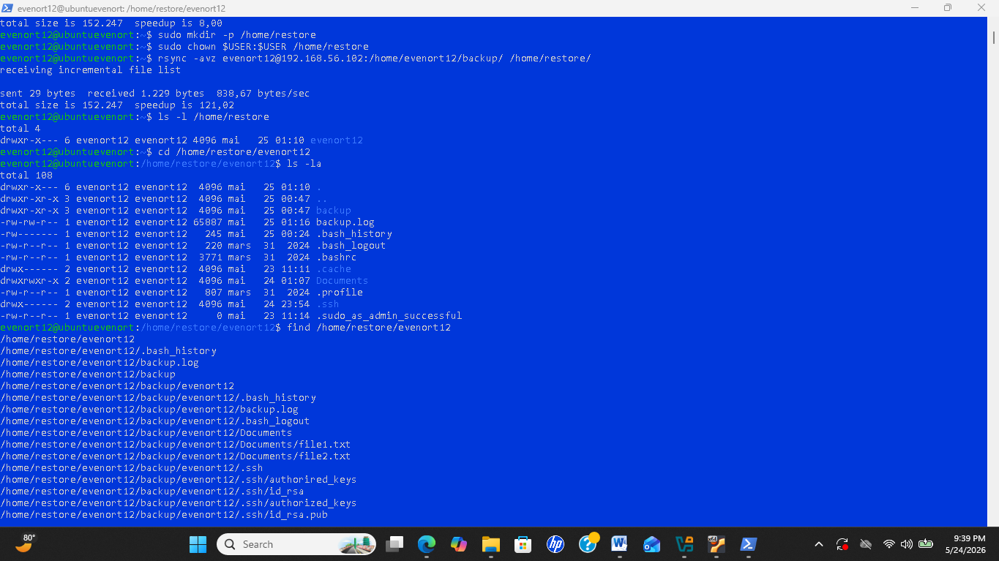 evenort12@ubuntuevenort: /home/restore/evenort12
total size is 152.247  speedup is 8,00
evenort12@ubuntuevenort:~$ sudo mkdir -p /home/restore
evenort12@ubuntuevenort:~$ sudo chown $USER:$USER /home/restore
evenort12@ubuntuevenort:~$ rsync -avz evenort12@192.168.56.102:/home/evenort12/backup/ /home/restore/
receiving incremental file list
sent 29 bytes  received 1.229 bytes  838,67 bytes/sec
total size is 152.247  speedup is 121,02
evenort12@ubuntuevenort:~$ ls -l /home/restore
total 4
drwxr-x--- 6 evenort12 evenort12 4096 mai   25 01:10 evenort12
evenort12@ubuntuevenort:~$ cd /home/restore/evenort12
evenort12@ubuntuevenort:/home/restore/evenort12$ ls -la
total 108
drwxr-x--- 6 evenort12 evenort12  4096 mai   25 01:10 .
drwxr-xr-x 3 evenort12 evenort12  4096 mai   25 00:47 ..
drwxr-xr-x 3 evenort12 evenort12  4096 mai   25 00:47 backup
-rw-rw-r-- 1 evenort12 evenort12 65887 mai   25 01:16 backup.log
-rw------- 1 evenort12 evenort12   245 mai   25 00:24 .bash_history
-rw-r--r-- 1 evenort12 evenort12   220 mars  31  2024 .bash_logout
-rw-r--r-- 1 evenort12 evenort12  3771 mars  31  2024 .bashrc
drwx------ 2 evenort12 evenort12  4096 mai   23 11:11 .cache
drwxrwxr-x 2 evenort12 evenort12  4096 mai   24 01:07 Documents
-rw-r--r-- 1 evenort12 evenort12   807 mars  31  2024 .profile
drwx------ 2 evenort12 evenort12  4096 mai   24 23:54 .ssh
-rw-r--r-- 1 evenort12 evenort12     0 mai   23 11:14 .sudo_as_admin_successful
evenort12@ubuntuevenort:/home/restore/evenort12$ find /home/restore/evenort12
/home/restore/evenort12
/home/restore/evenort12/.bash_history
/home/restore/evenort12/backup.log
/home/restore/evenort12/backup
/home/restore/evenort12/backup/evenort12
/home/restore/evenort12/backup/evenort12/.bash_history
/home/restore/evenort12/backup/evenort12/backup.log
/home/restore/evenort12/backup/evenort12/.bash_logout
/home/restore/evenort12/backup/evenort12/Documents
/home/restore/evenort12/backup/evenort12/Documents/file1.txt
/home/restore/evenort12/backup/evenort12/Documents/file2.txt
/home/restore/evenort12/backup/evenort12/.ssh
/home/restore/evenort12/backup/evenort12/.ssh/authorired_keys
/home/restore/evenort12/backup/evenort12/.ssh/id_rsa
/home/restore/evenort12/backup/evenort12/.ssh/authorized_keys
/home/restore/evenort12/backup/evenort12/.ssh/id_rsa.pub
80°
Search
hp
W
x64
9:39 PM
5/24/2026